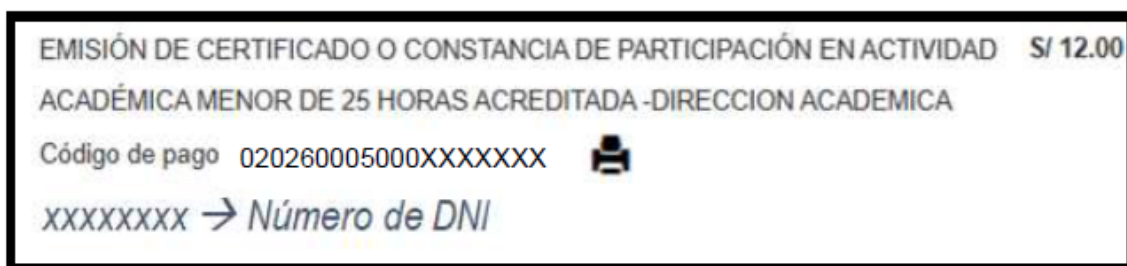 EMISIÓN DE CERTIFICADO O CONSTANCIA DE PARTICIPACIÓN EN ACTIVIDAD S/ 12.00
ACADÉMICA MENOR DE 25 HORAS ACREDITADA -DIRECCION ACADEMICA
Código de pago 020260005000XXXXXXX
xxxxxxxx → Número de DNI